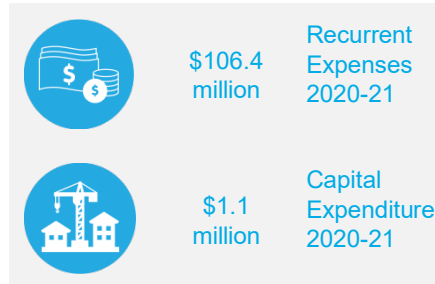 $
$
$106.4
million
Recurrent
Expenses
2020-21
$1.1
million
Capital
Expenditure
2020-21